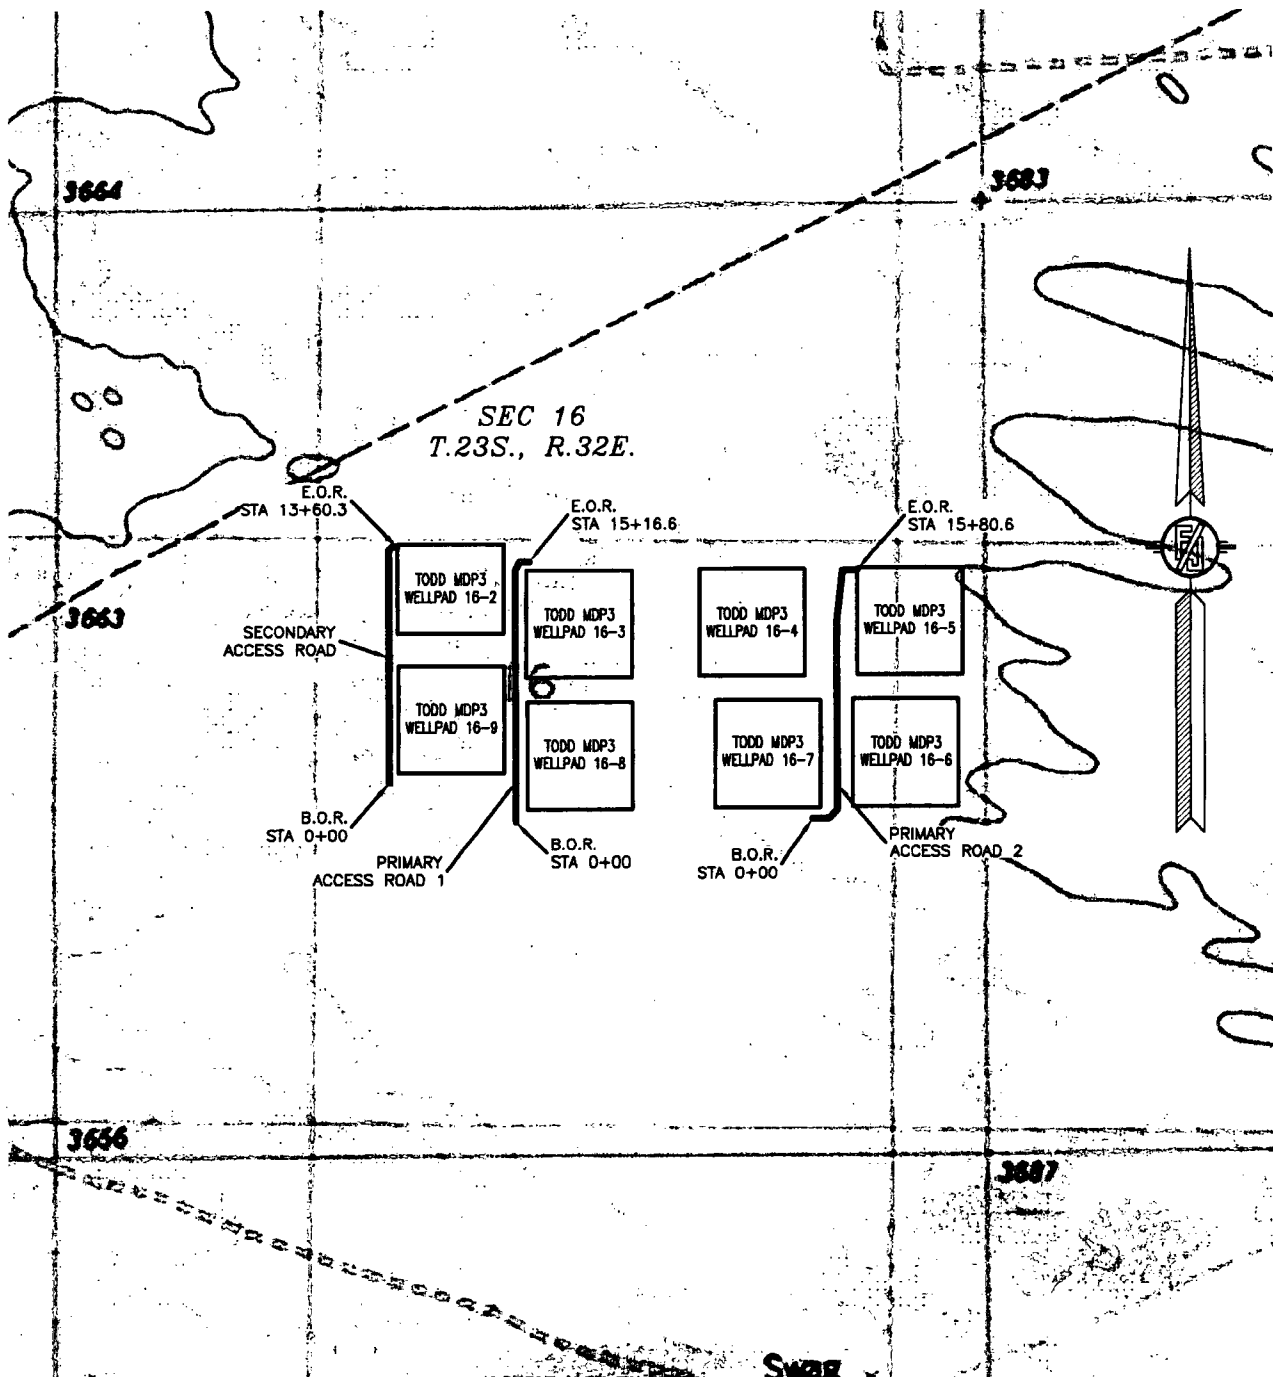 3664
3683
SEC 16
T.23S., R.32E.
E.O.R.
STA 13+60.3
E.O.R.
STA 15+16.6
E.O.R.
STA 15+80.6
TODD MDP3
WELLPAD 16-2
TODD MDP3
WELLPAD 16-3
TODD MDP3
WELLPAD 16-4
TODD MDP3
WELLPAD 16-5
3663
SECONDARY
ACCESS ROAD
16
TODD MDP3
WELLPAD 16-9
TODD MDP3
WELLPAD 16-8
TODD MDP3
WELLPAD 16-7
TODD MDP3
WELLPAD 16-6
B.O.R.
STA 0+00
PRIMARY
ACCESS ROAD 1
B.O.R.
STA 0+00
B.O.R.
STA 0+00
PRIMARY
ACCESS ROAD 2
3656
3687
Swag